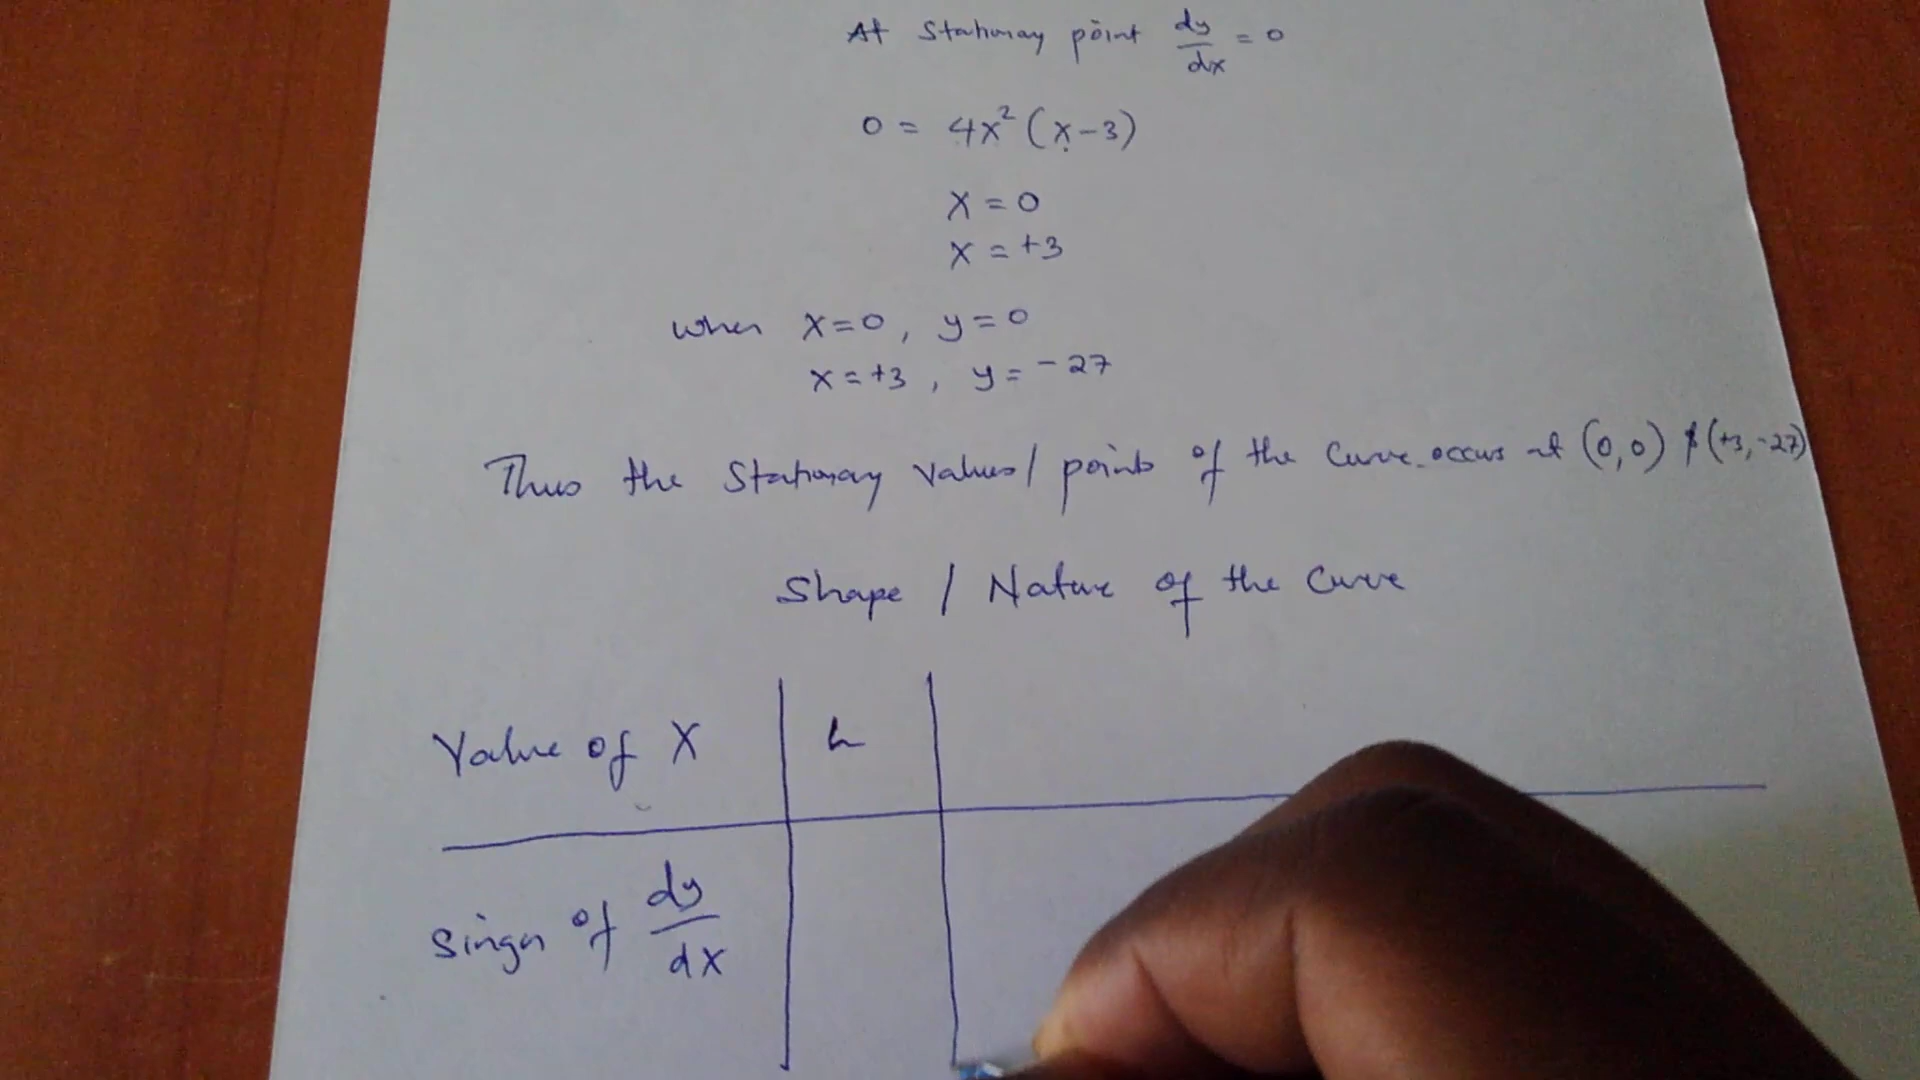 At Stationary point dy/dx = 0
0 = 4x² (x-3)
x = 0
x = +3
when x=0, y=0
x=+3, y=-27
Thus the Stationary values/ points of the Curve occurs at (0,0) & (+3,-27)
Shape / Nature of the Curve
Value of X L
Singn of dy/dx